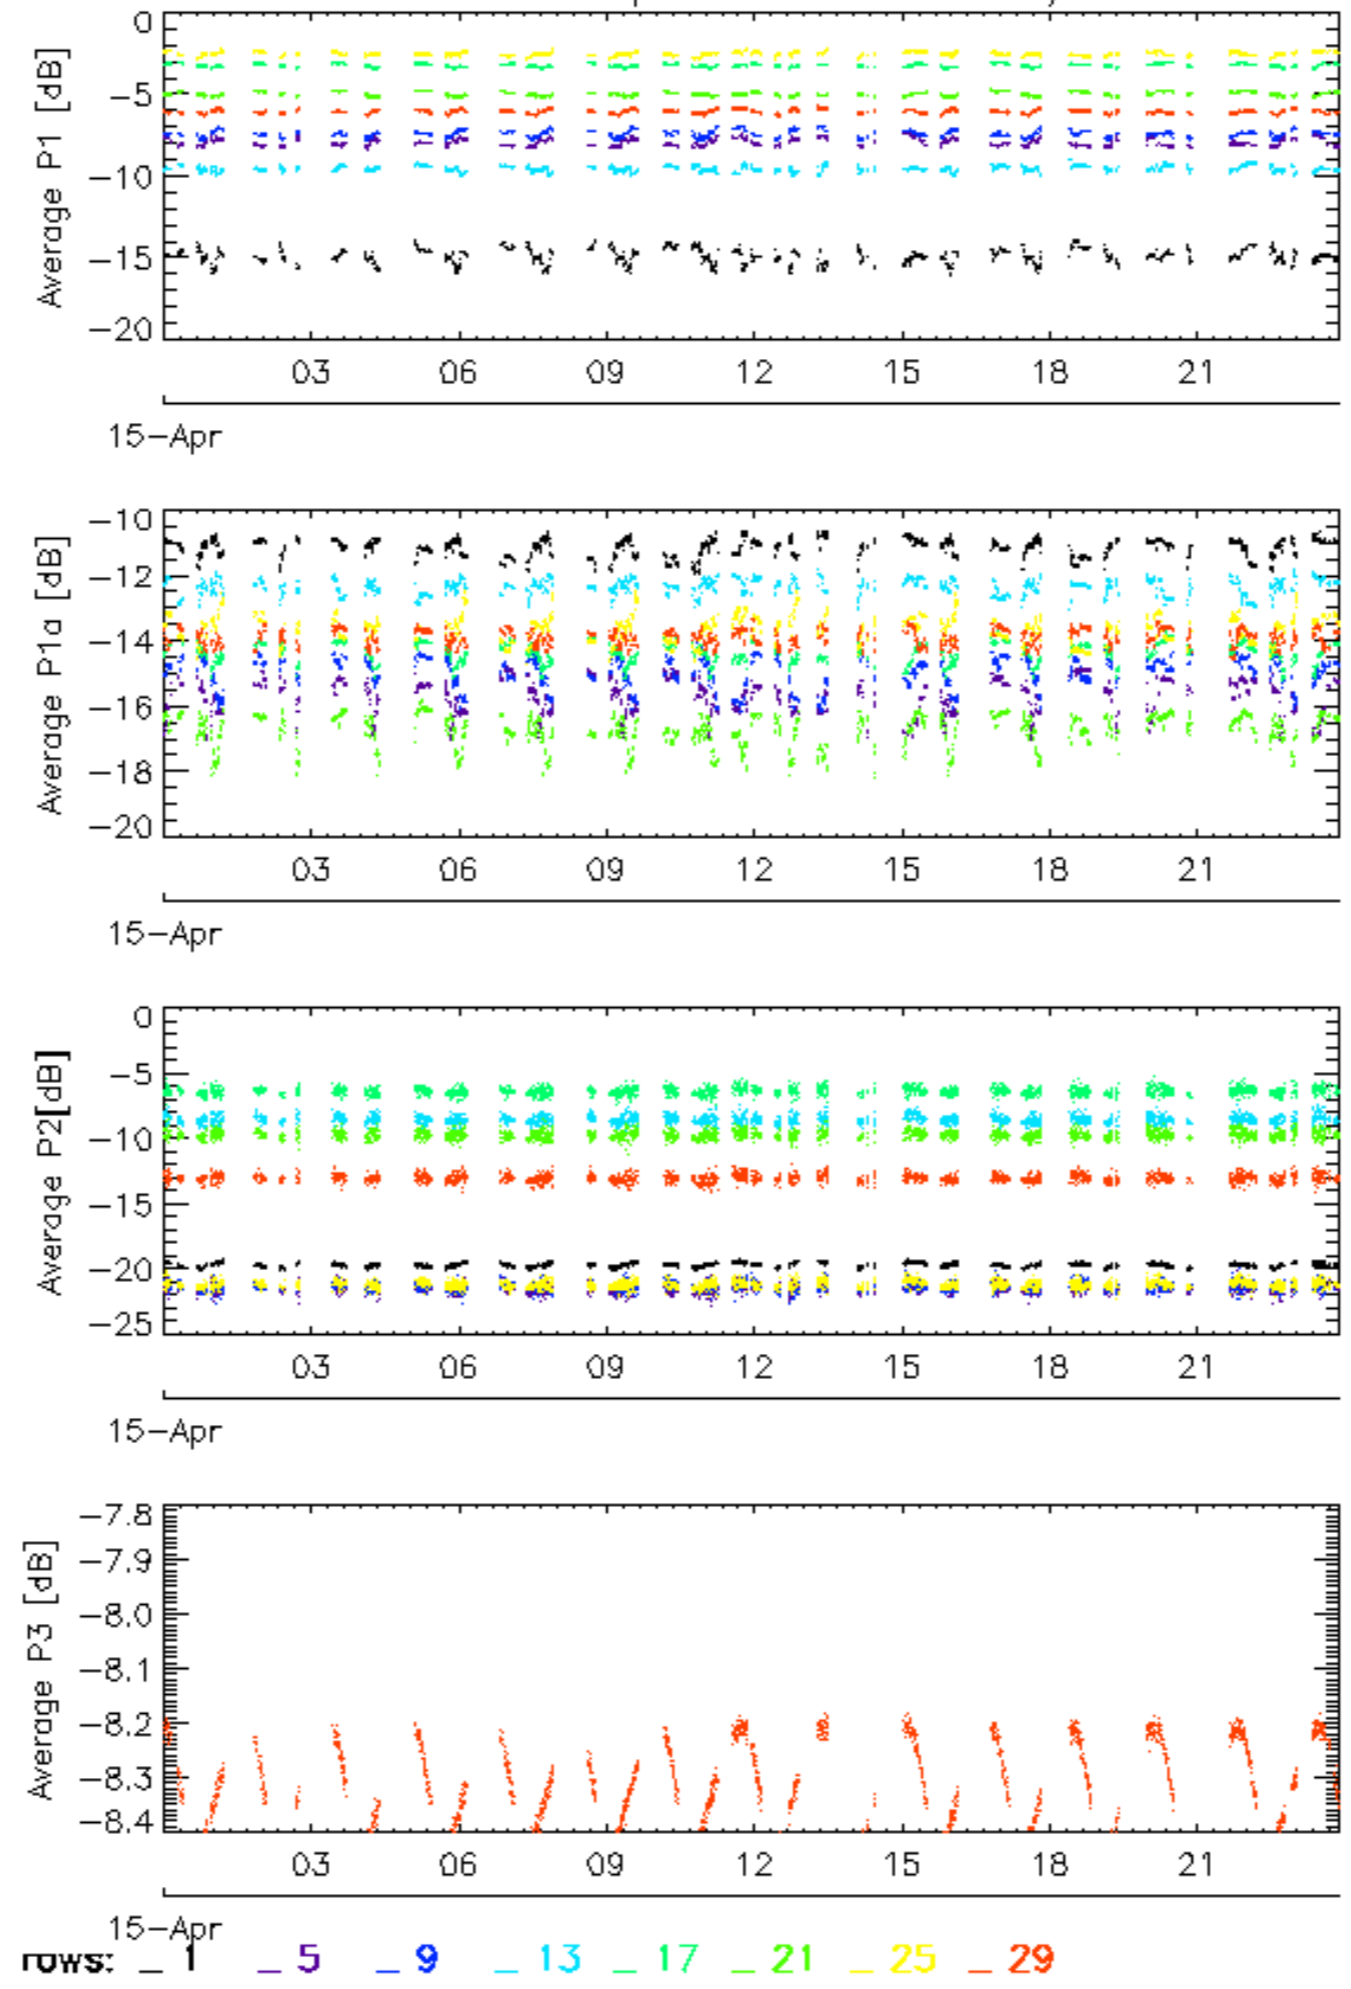 0
−5
−10
−15
−20
Average P1 [dB]
03 06 09 12 15 18 21
15−Apr
−10
−12
−14
−16
−18
−20
Average P1a [dB]
03 06 09 12 15 18 21
15−Apr
0
−5
−10
−15
−20
−25
Average P2[dB]
03 06 09 12 15 18 21
15−Apr
−7.8
−7.9
−8.0
−8.1
−8.2
−8.3
−8.4
Average P3 [dB]
03 06 09 12 15 18 21
15−Apr
rows: _ 1 _ 5 _ 9 _ 13 _ 17 _ 21 _ 25 _ 29